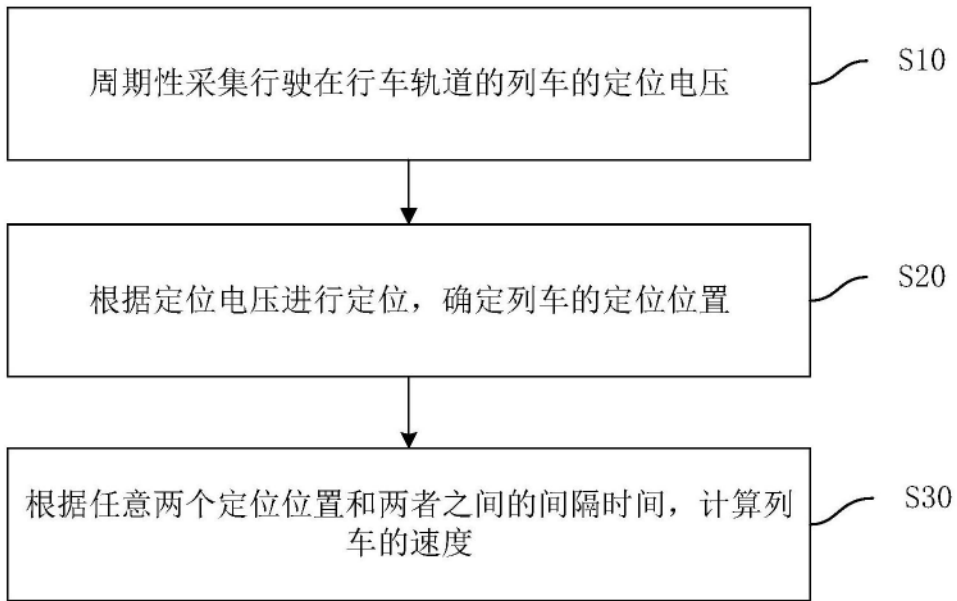 周期性采集行驶在行车轨道的列车的定位电压
S10
根据定位电压进行定位，确定列车的定位位置
S20
根据任意两个定位位置和两者之间的间隔时间，计算列
车的速度
S30